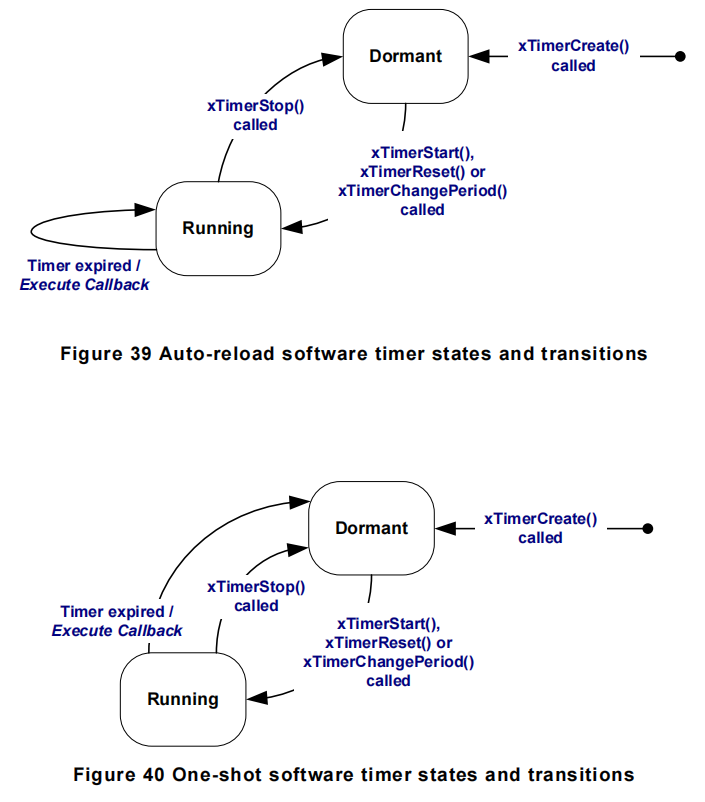 Dormant
xTimerCreate()
called
xTimerStop()
called
xTimerStart(),
xTimerReset() or
xTimerChangePeriod()
called
Running
Timer expired /
Execute Callback
Figure 39 Auto-reload software timer states and transitions
Dormant
xTimerCreate()
called
xTimerStop()
called
Timer expired /
Execute Callback
xTimerStart(),
xTimerReset() or
xTimerChangePeriod()
called
Running
Figure 40 One-shot software timer states and transitions